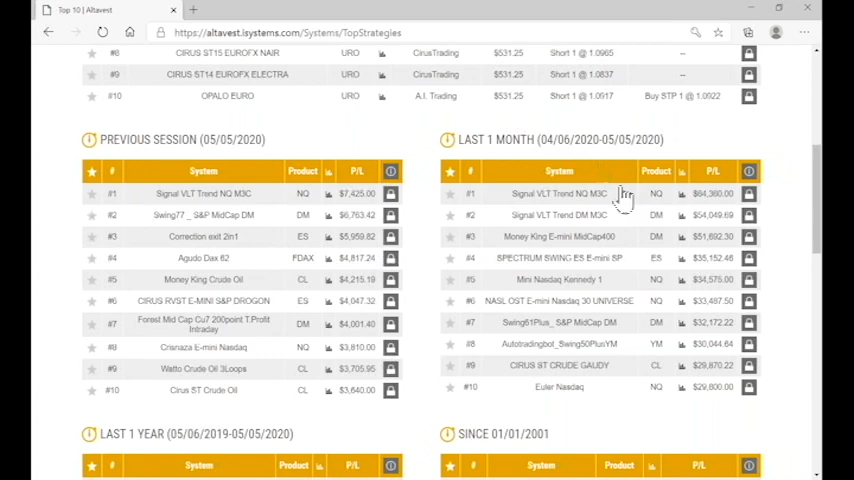 Top 10 | Altavest
https://altavest.isystems.com/Systems/TopStrategies
#8 CIRUS ST15 EUROFX NAIR URO CirusTrading $531.25 Short 1 @ 1.0965 --
#9 CIRUS ST14 EUROFX ELECTRA URO CirusTrading $531.25 Short 1 @ 1.0837 --
#10 OPALO EURO URO A.I. Trading $531.25 Short 1 @ 1.0917 Buy STP 1 @ 1.0922
PREVIOUS SESSION (05/05/2020)
# System Product P/L
#1 Signal VLT Trend NQ M3C NQ $7,425.00
#2 Swing77 _ S&P MidCap DM DM $6,763.42
#3 Correction exit 2in1 ES $5,959.82
#4 Agudo Dax 62 FDAX $4,817.24
#5 Money King Crude Oil CL $4,215.19
#6 CIRUS RVST E-MINI S&P DROGON ES $4,047.32
#7 Forest Mid Cap Cu7 200point T.Profit
Intraday DM $4,001.40
#8 Crisnaza E-mini Nasdaq NQ $3,810.00
#9 Watto Crude Oil 3Loops CL $3,705.95
#10 Cirus ST Crude Oil CL $3,640.00
LAST 1 MONTH (04/06/2020-05/05/2020)
# System Product P/L
#1 Signal VLT Trend NQ M3C NQ $64,360.00
#2 Signal VLT Trend DM M3C DM $54,049.69
#3 Money King E-mini MidCap400 DM $51,692.30
#4 SPECTRUM SWING ES E-mini SP ES $35,152.46
#5 Mini Nasdaq Kennedy 1 NQ $34,575.00
#6 NASL OST E-mini Nasdaq 30 UNIVERSE NQ $33,487.50
#7 Swing61Plus_ S&P MidCap DM DM $32,172.22
#8 Autotradingbot_Swing50PlusYM YM $30,044.64
#9 CIRUS ST CRUDE GAUDY CL $29,870.22
#10 Euler Nasdaq NQ $29,800.00
LAST 1 YEAR (05/06/2019-05/05/2020)
# System Product P/L
SINCE 01/01/2001
# System Product P/L